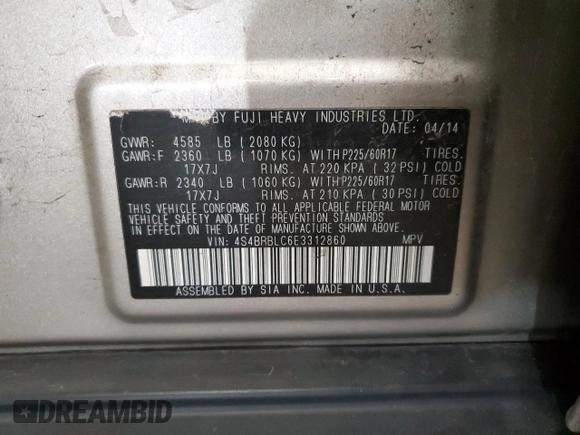 BY FUJI HEAVY INDUSTRIES LTD.
DATE: 04/14
GVWR: 4585 LB ( 2080 KG)
GAWR:F 2360 LB ( 1070 KG) WITH P225/60R17 TIRES.
17X7J RIMS. AT 220 KPA ( 32 PSI) COLD
GAWR:R 2340 LB ( 1060 KG) WITH P225/60R17 TIRES.
17X7J RIMS. AT 210 KPA ( 30 PSI) COLD
THIS VEHICLE CONFORMS TO ALL APPLICABLE FEDERAL MOTOR
VEHICLE SAFETY AND THEFT PREVENTION STANDARDS
IN EFFECT ON THE DATE OF MANUFACTURE SHOWN ABOVE.
VIN: 4S4BRBLC6E3312860 MPV
ASSEMBLED BY SIA INC. MADE IN U.S.A.
DREAMBID